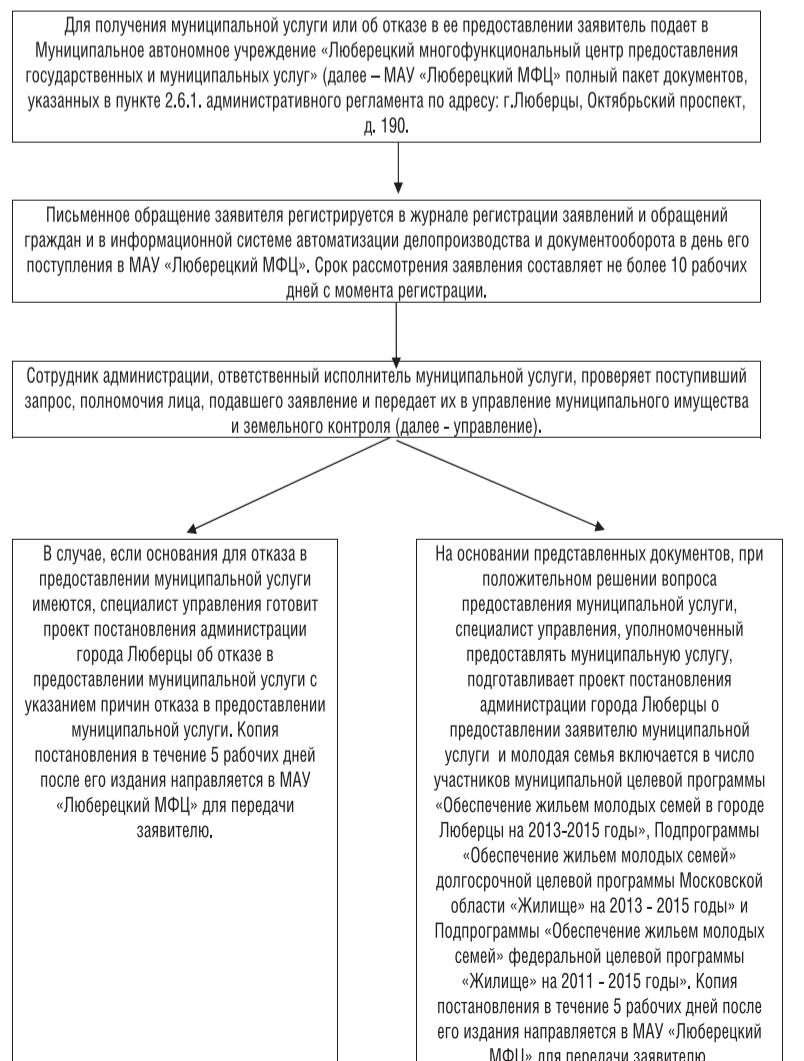 Для получения муниципальной услуги или об отказе в ее предоставлении заявитель подает в
Муниципальное автономное учреждение «Люберецкий многофункциональный центр предоставления
государственных и муниципальных услуг» (далее – МАУ «Люберецкий МФЦ» полный пакет документов,
указанных в пункте 2.6.1. административного регламента по адресу: г.Люберцы, Октябрьский проспект,
д. 190.
Письменное обращение заявителя регистрируется в журнале регистрации заявлений и обращений
граждан и в информационной системе автоматизации делопроизводства и документооборота в день его
поступления в МАУ «Люберецкий МФЦ». Срок рассмотрения заявления составляет не более 10 рабочих
дней с момента регистрации.
Сотрудник администрации, ответственный исполнитель муниципальной услуги, проверяет поступивший
запрос, полномочия лица, подавшего заявление и передает их в управление муниципального имущества
и земельного контроля (далее - управление).
В случае, если основания для отказа в
предоставлении муниципальной услуги
имеются, специалист управления готовит
проект постановления администрации
города Люберцы об отказе в
предоставлении муниципальной услуги с
указанием причин отказа в предоставлении
муниципальной услуги. Копия
постановления в течение 5 рабочих дней
после его издания направляется в МАУ
«Люберецкий МФЦ» для передачи
заявителю.
На основании представленных документов, при
положительном решении вопроса
предоставления муниципальной услуги,
специалист управления, уполномоченный
предоставлять муниципальную услугу,
подготавливает проект постановления
администрации города Люберцы о
предоставлении заявителю муниципальной
услуги и молодая семья включается в число
участников муниципальной целевой программы
«Обеспечение жильем молодых семей в городе
Люберцы на 2013-2015 годы», Подпрограммы
«Обеспечение жильем молодых семей»
долгосрочной целевой программы Московской
области «Жилище» на 2013 - 2015 годы» и
Подпрограммы «Обеспечение жильем молодых
семей» федеральной целевой программы
«Жилище» на 2011 - 2015 годы». Копия
постановления в течение 5 рабочих дней после
его издания направляется в МАУ «Люберецкий
МФЦ» для передачи заявителю